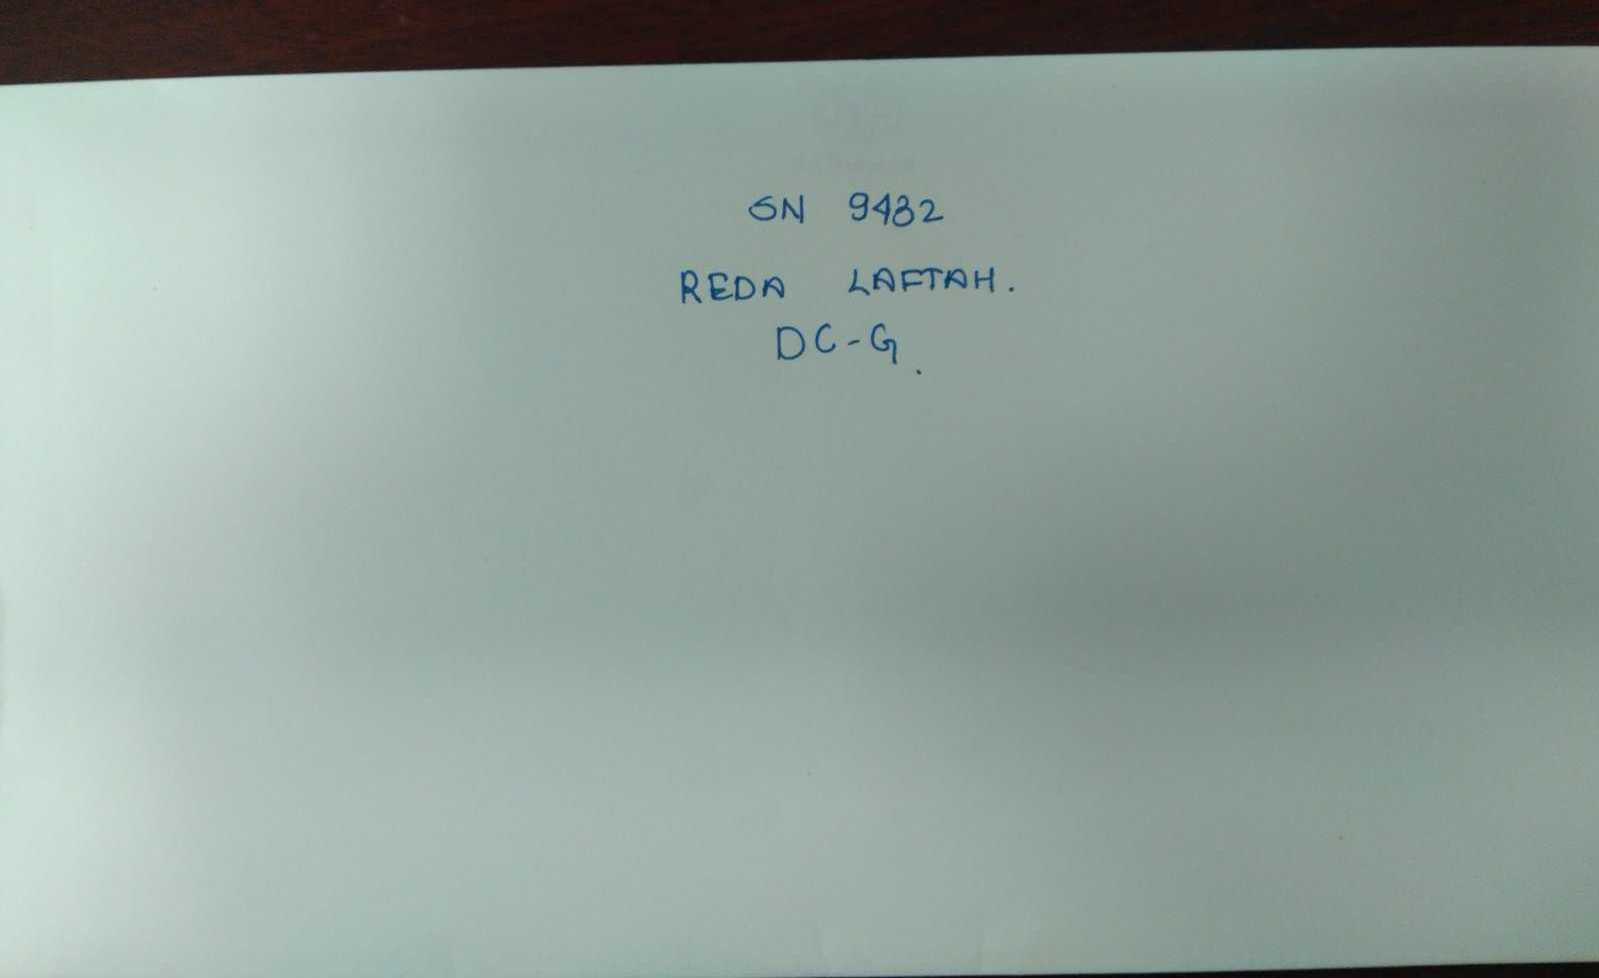 SN 9482
REDA LAFTAH.
DC-G.